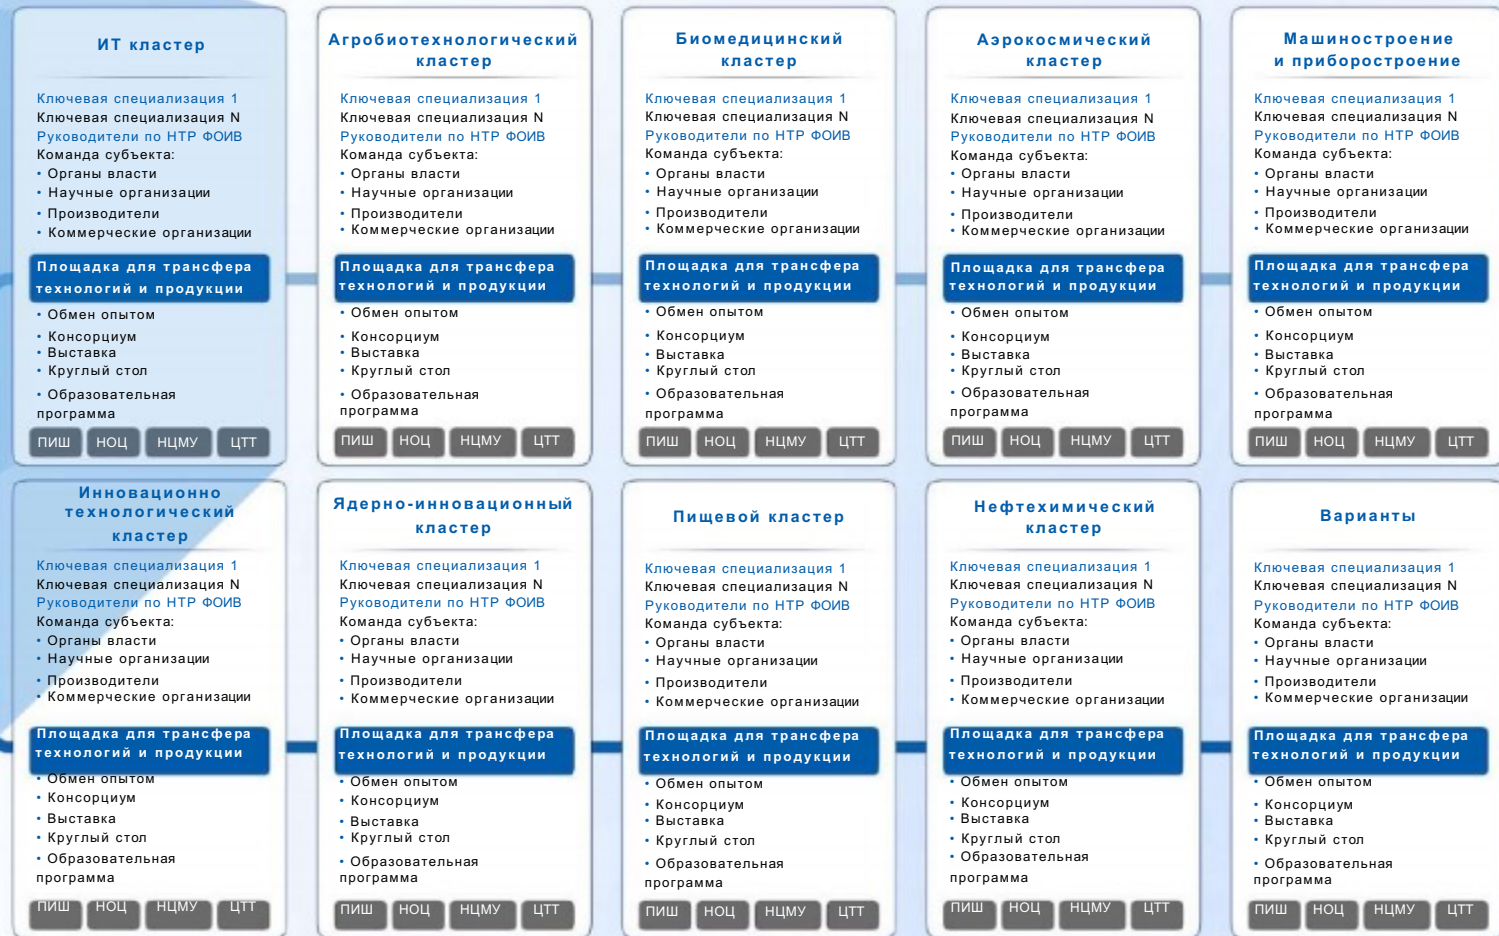 ИТ кластер
Ключевая специализация 1
Ключевая специализация N
Руководители по НТР ФОИВ
Команда субъекта:
• Органы власти
• Научные организации
• Производители
• Коммерческие организации
Площадка для трансфера
технологий и продукции
• Обмен опытом
• Консорциум
• Выставка
• Круглый стол
• Образовательная
программа
ПИШ НОЦ НЦМУ ЦТТ
Агробиотехнологический
кластер
Ключевая специализация 1
Ключевая специализация N
Руководители по НТР ФОИВ
Команда субъекта:
• Органы власти
• Научные организации
• Производители
• Коммерческие организации
Площадка для трансфера
технологий и продукции
• Обмен опытом
• Консорциум
• Выставка
• Круглый стол
• Образовательная
программа
ПИШ НОЦ НЦМУ ЦТТ
Биомедицинский
кластер
Ключевая специализация 1
Ключевая специализация N
Руководители по НТР ФОИВ
Команда субъекта:
• Органы власти
• Научные организации
• Производители
• Коммерческие организации
Площадка для трансфера
технологий и продукции
• Обмен опытом
• Консорциум
• Выставка
• Круглый стол
• Образовательная
программа
ПИШ НОЦ НЦМУ ЦТТ
Аэрокосмический
кластер
Ключевая специализация 1
Ключевая специализация N
Руководители по НТР ФОИВ
Команда субъекта:
• Органы власти
• Научные организации
• Производители
• Коммерческие организации
Площадка для трансфера
технологий и продукции
• Обмен опытом
• Консорциум
• Выставка
• Круглый стол
• Образовательная
программа
ПИШ НОЦ НЦМУ ЦТТ
Машиностроение
и приборостроение
Ключевая специализация 1
Ключевая специализация N
Руководители по НТР ФОИВ
Команда субъекта:
• Органы власти
• Научные организации
• Производители
• Коммерческие организации
Площадка для трансфера
технологий и продукции
• Обмен опытом
• Консорциум
• Выставка
• Круглый стол
• Образовательная
программа
ПИШ НОЦ НЦМУ ЦТТ
Инновационно
технологический
кластер
Ключевая специализация 1
Ключевая специализация N
Руководители по НТР ФОИВ
Команда субъекта:
• Органы власти
• Научные организации
• Производители
• Коммерческие организации
Площадка для трансфера
технологий и продукции
• Обмен опытом
• Консорциум
• Выставка
• Круглый стол
• Образовательная
программа
ПИШ НОЦ НЦМУ ЦТТ
Ядерно-инновационный
кластер
Ключевая специализация 1
Ключевая специализация N
Руководители по НТР ФОИВ
Команда субъекта:
• Органы власти
• Научные организации
• Производители
• Коммерческие организации
Площадка для трансфера
технологий и продукции
• Обмен опытом
• Консорциум
• Выставка
• Круглый стол
• Образовательная
программа
ПИШ НОЦ НЦМУ ЦТТ
Пищевой кластер
Ключевая специализация 1
Ключевая специализация N
Руководители по НТР ФОИВ
Команда субъекта:
• Органы власти
• Научные организации
• Производители
• Коммерческие организации
Площадка для трансфера
технологий и продукции
• Обмен опытом
• Консорциум
• Выставка
• Круглый стол
• Образовательная
программа
ПИШ НОЦ НЦМУ ЦТТ
Нефтехимический
кластер
Ключевая специализация 1
Ключевая специализация N
Руководители по НТР ФОИВ
Команда субъекта:
• Органы власти
• Научные организации
• Производители
• Коммерческие организации
Площадка для трансфера
технологий и продукции
• Обмен опытом
• Консорциум
• Выставка
• Круглый стол
• Образовательная
программа
ПИШ НОЦ НЦМУ ЦТТ
Варианты
Ключевая специализация 1
Ключевая специализация N
Руководители по НТР ФОИВ
Команда субъекта:
• Органы власти
• Научные организации
• Производители
• Коммерческие организации
Площадка для трансфера
технологий и продукции
• Обмен опытом
• Консорциум
• Выставка
• Круглый стол
• Образовательная
программа
ПИШ НОЦ НЦМУ ЦТТ